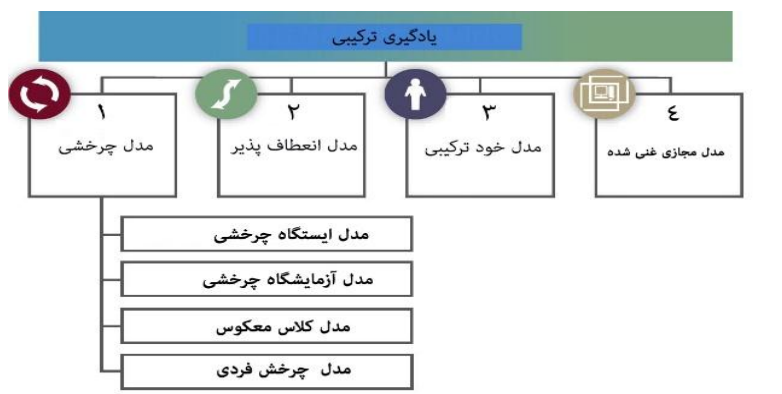 یادگیری ترکیبی
۱
مدل چرخشی
۲
مدل انعطاف پذیر
۳
مدل خود ترکیبی
٤
مدل مجازی غنی شده
مدل ایستگاه چرخشی
مدل آزمایشگاه چرخشی
مدل کلاس معکوس
مدل چرخش فردی